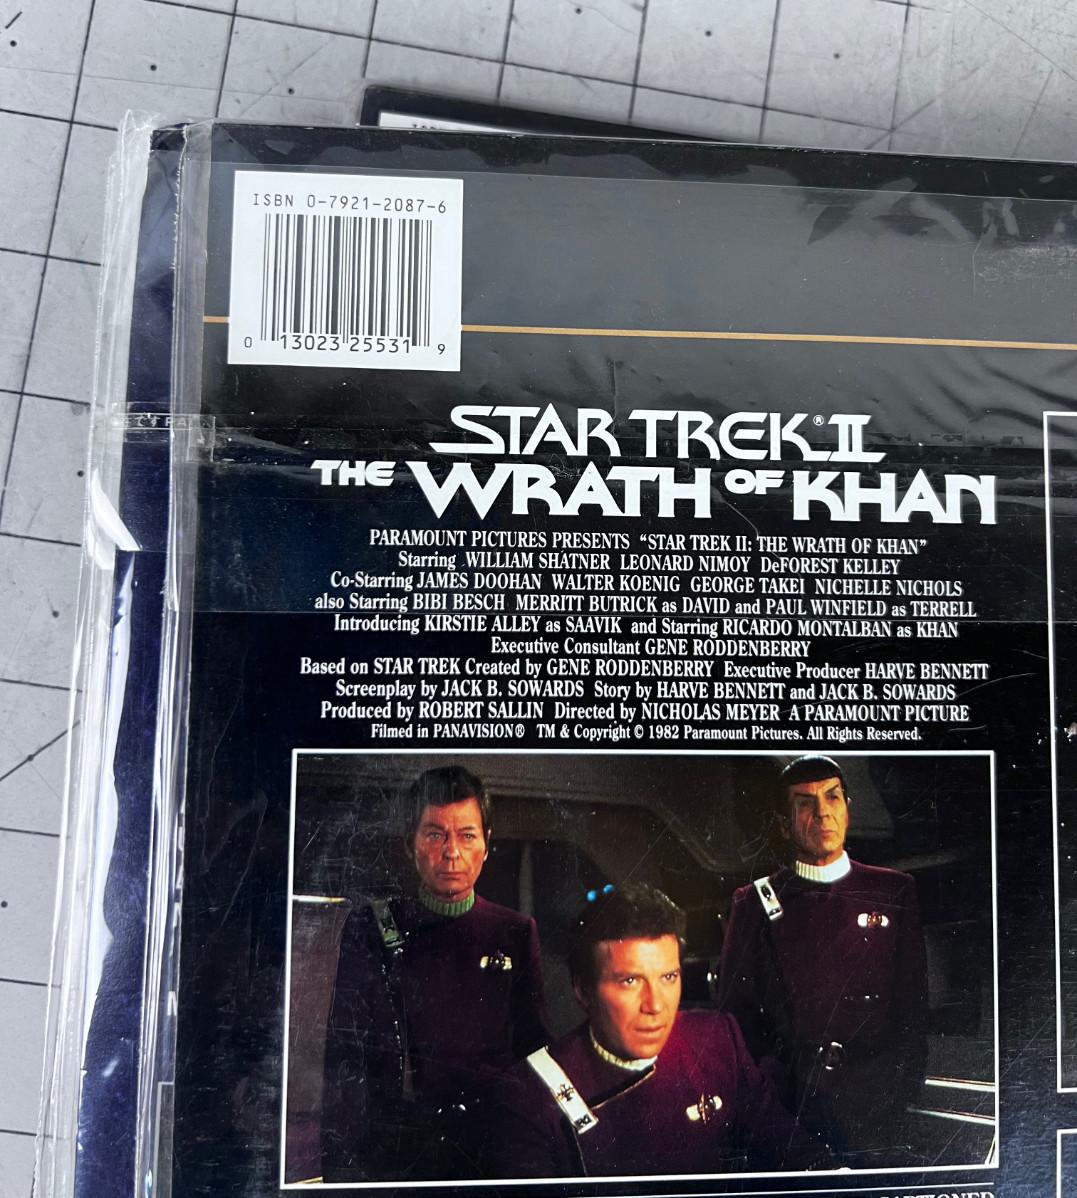 ISBN 0-7921-2087-6
0 13023 25531 9
STAR TREK® II
THE WRATH OF KHAN
PARAMOUNT PICTURES PRESENTS "STAR TREK II: THE WRATH OF KHAN"
Starring WILLIAM SHATNER LEONARD NIMOY DeFOREST KELLEY
Co-Starring JAMES DOOHAN WALTER KOENIG GEORGE TAKEI NICHELLE NICHOLS
also Starring BIBI BESCH MERRITT BUTRICK as DAVID and PAUL WINFIELD as TERRELL
Introducing KIRSTIE ALLEY as SAAVIK and Starring RICARDO MONTALBAN as KHAN
Executive Consultant GENE RODDENBERRY
Based on STAR TREK Created by GENE RODDENBERRY Executive Producer HARVE BENNETT
Screenplay by JACK B. SOWARDS Story by HARVE BENNETT and JACK B. SOWARDS
Produced by ROBERT SALLIN Directed by NICHOLAS MEYER A PARAMOUNT PICTURE
Filmed in PANAVISION® TM & Copyright © 1982 Paramount Pictures. All Rights Reserved.